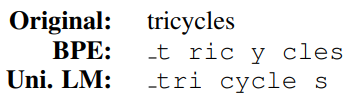 Original: tricycles
BPE: _t ric y cles
Uni. LM: _tri cycle s